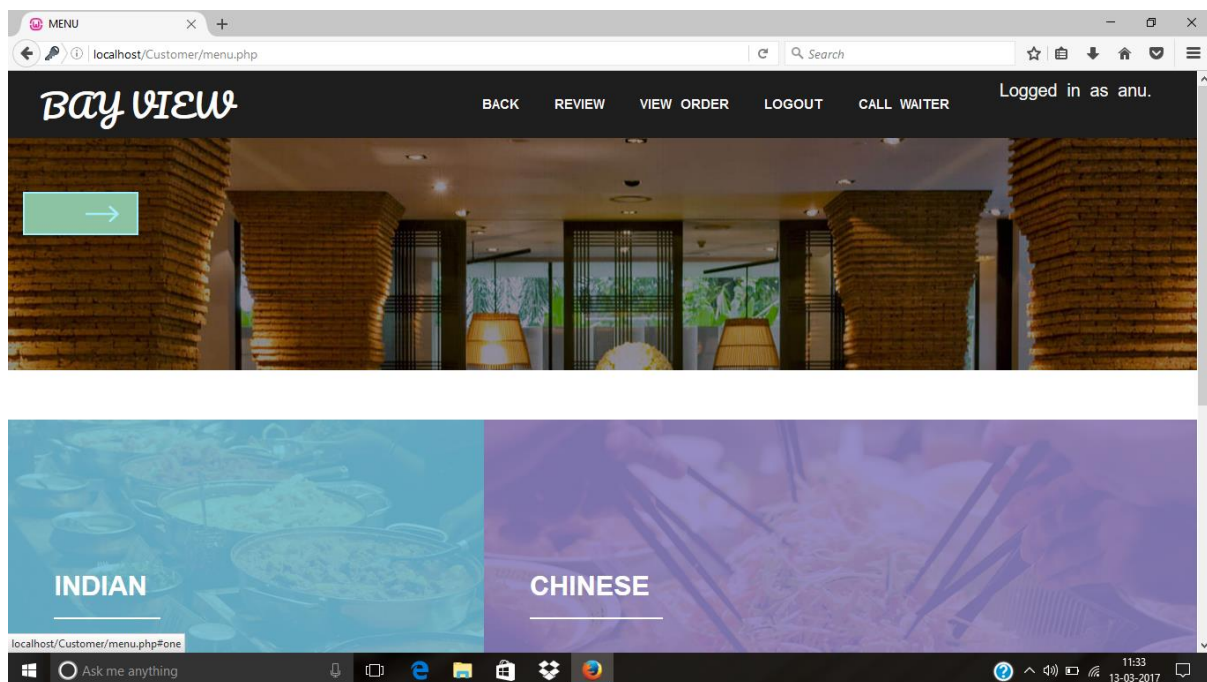 MENU
localhost/Customer/menu.php
Search
BAY VIEW
BACK REVIEW VIEW ORDER LOGOUT CALL WAITER
Logged in as anu.
INDIAN
CHINESE
localhost/Customer/menu.php#one
Ask me anything
11:33
13-03-2017